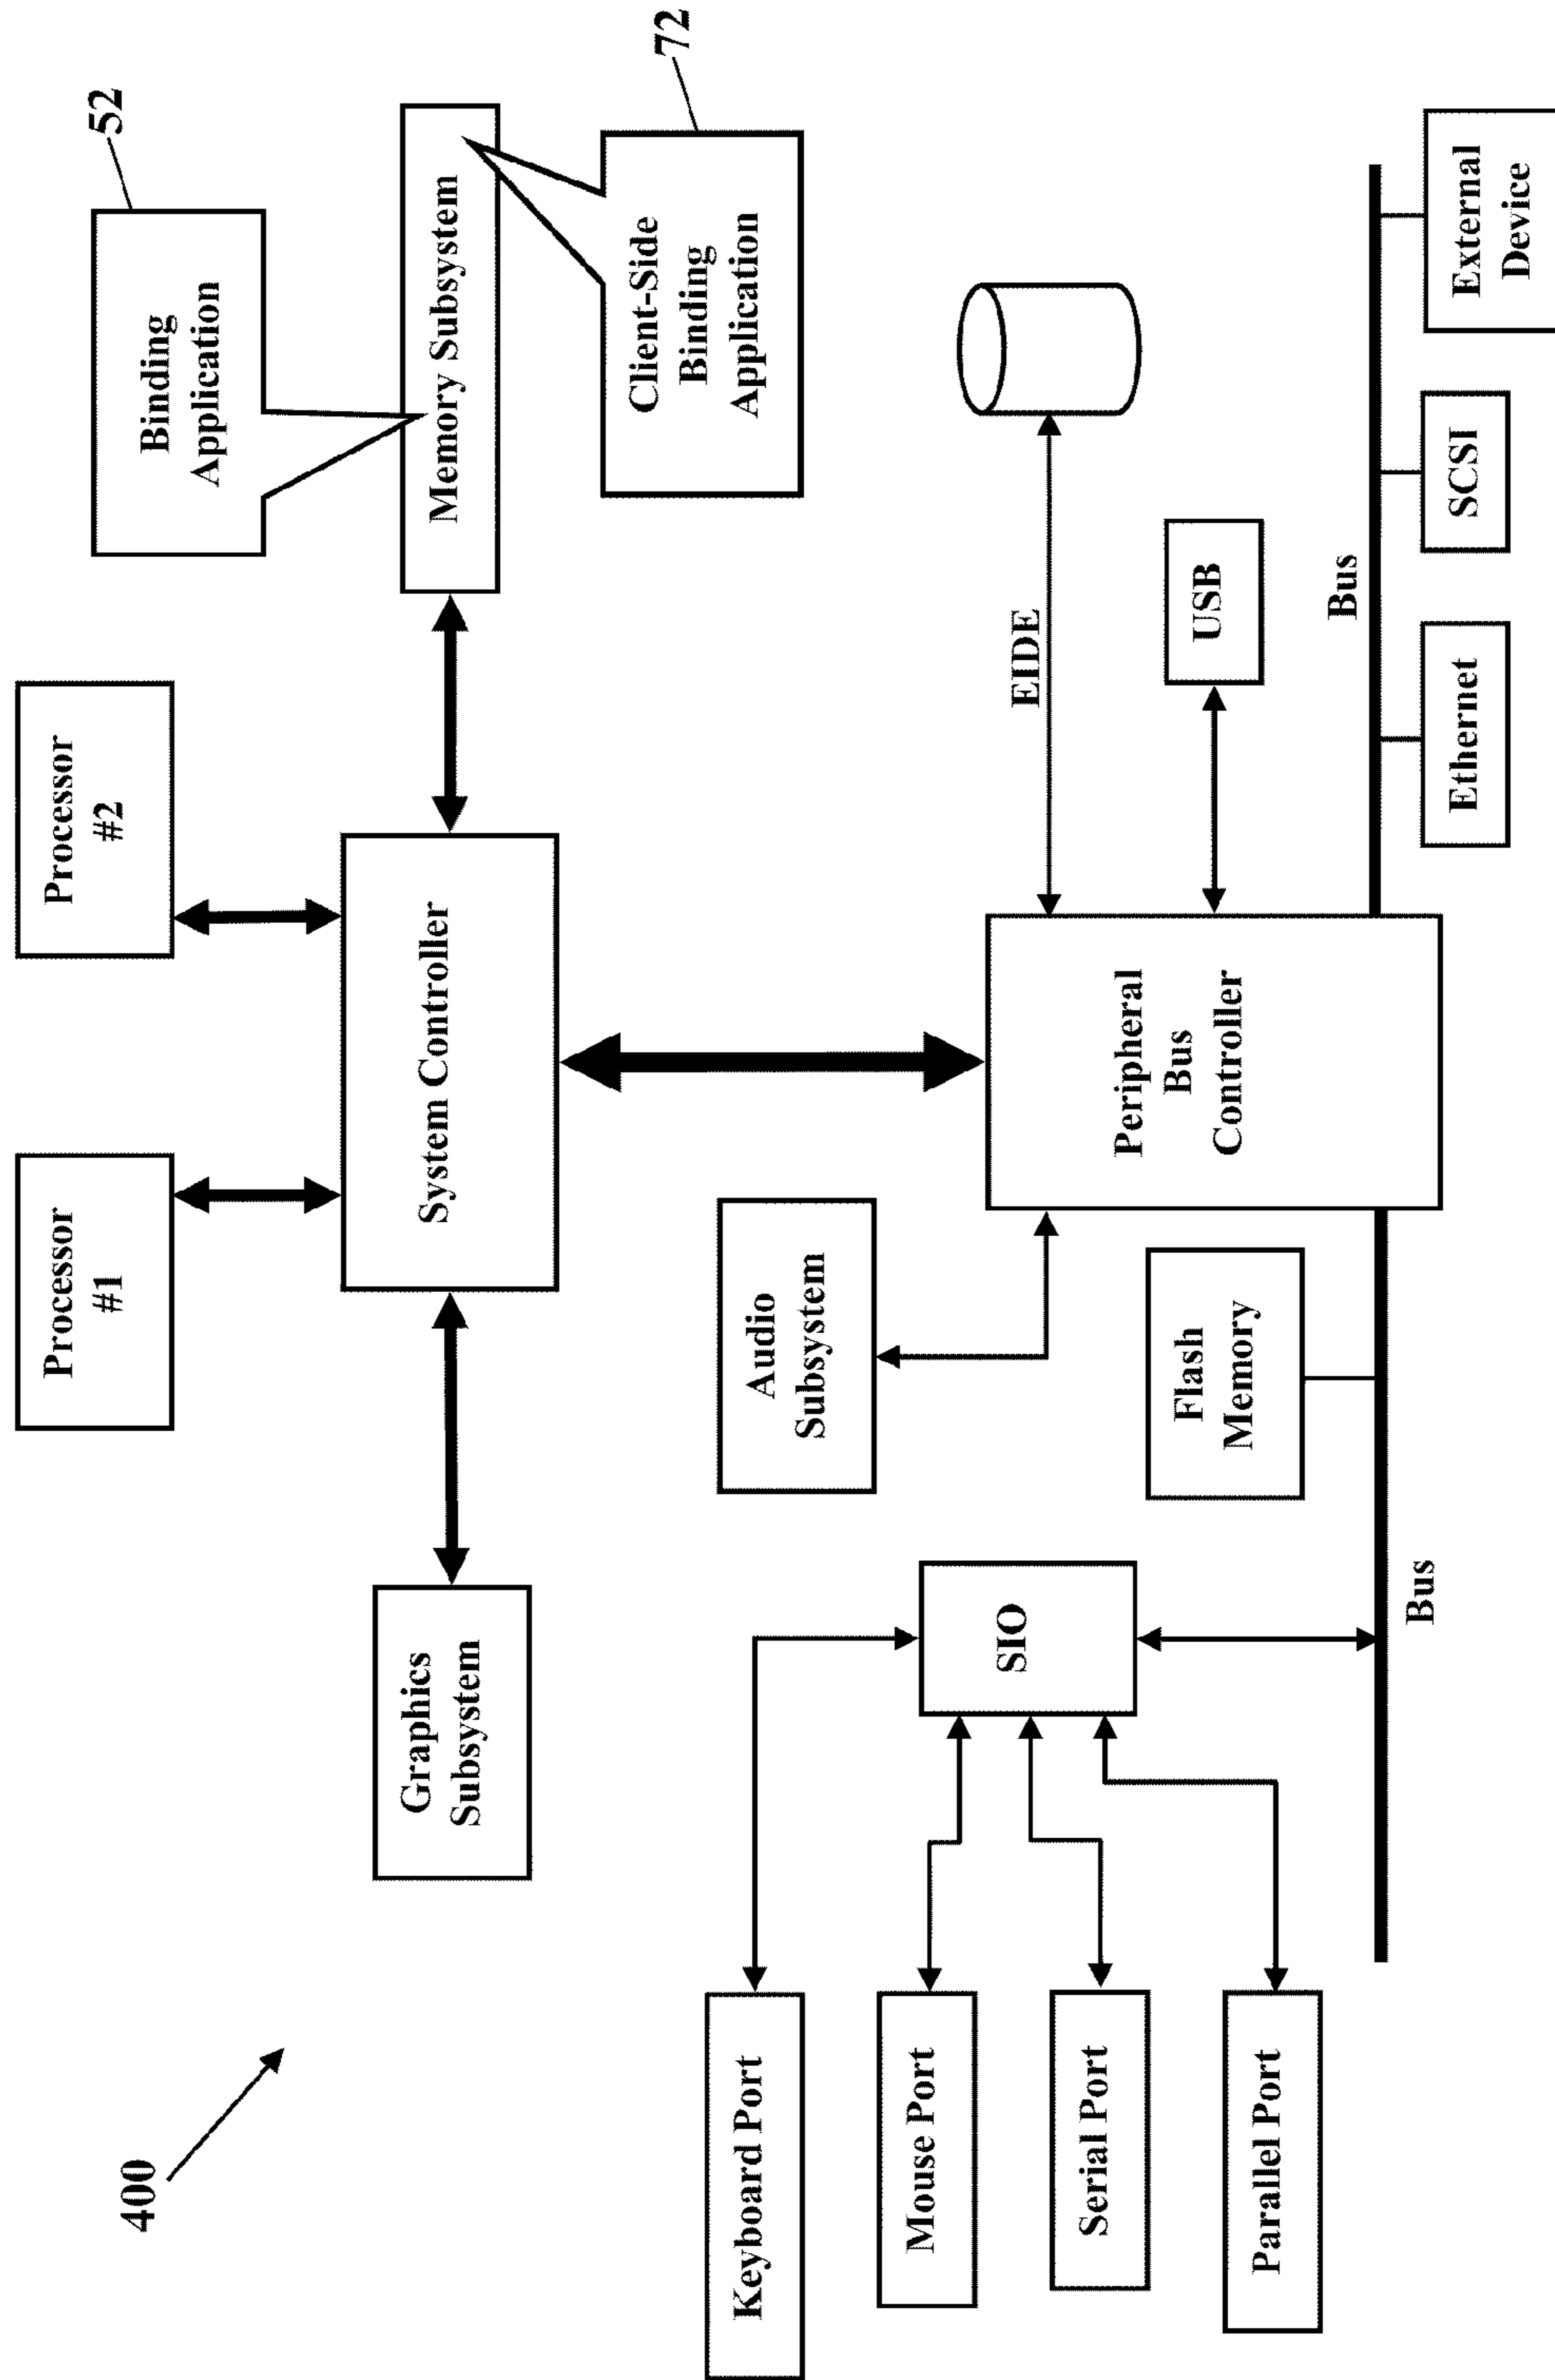 400
Processor
#1
Processor
#2
52
Binding
Application
Graphics
Subsystem
System Controller
Memory Subsystem
Client-Side
Binding
Application
72
Keyboard Port
Mouse Port
Serial Port
Parallel Port
SIO
Audio
Subsystem
Flash
Memory
Bus
Peripheral
Bus
Controller
EIDE
USB
Bus
Ethernet
SCSI
External
Device